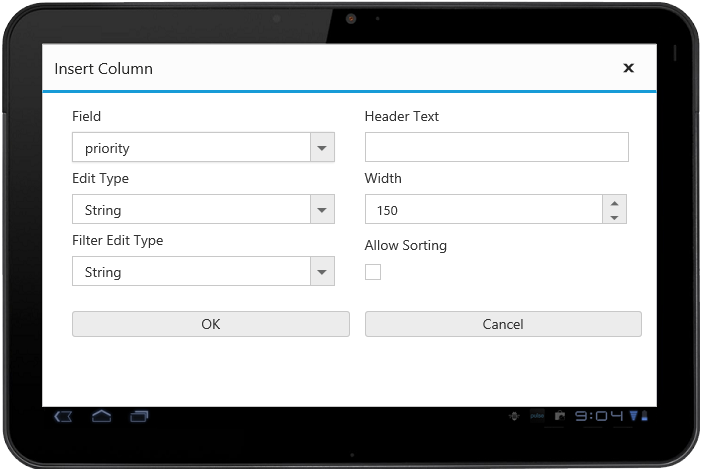 Insert Column
Field
Header Text
priority
Edit Type
Width
String
150
Filter Edit Type
Allow Sorting
String
OK
Cancel
9:04